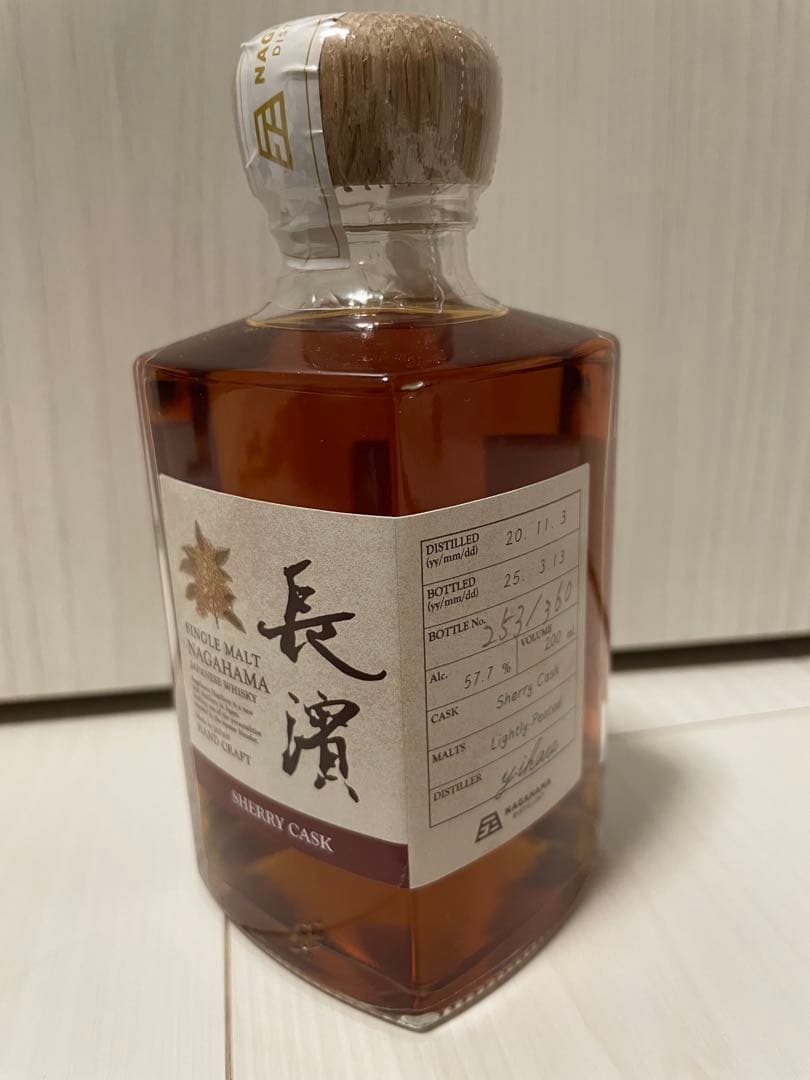 NAG
DIS
長濱
SINGLE MALT
NAGAHAMA
JAPANESE WHISKY
HAND CRAFT
SHERRY CASK
DISTILLED
(yy/mm/dd) 20. 11. 3
BOTTLED
(yy/mm/dd) 25. 3. 13
BOTTLE No. 253/360
VOLUME 200 ml
Alc. 57.7 %
CASK Sherry Cask
MALTS Lightly-Peated
DISTILLER
NAGAHAMA
DISTILLERY